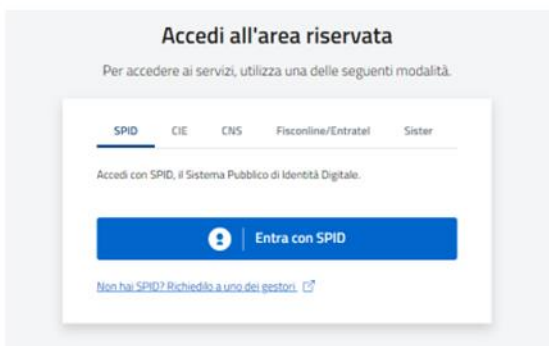 Accedi all'area riservata
Per accedere ai servizi, utilizza una delle seguenti modalità.
SPID CIE CNS Fisconline/Entratel Sister
Accedi con SPID, il Sistema Pubblico di Identità Digitale.
Entra con SPID
Non hai SPID? Richiedilo a uno dei gestori